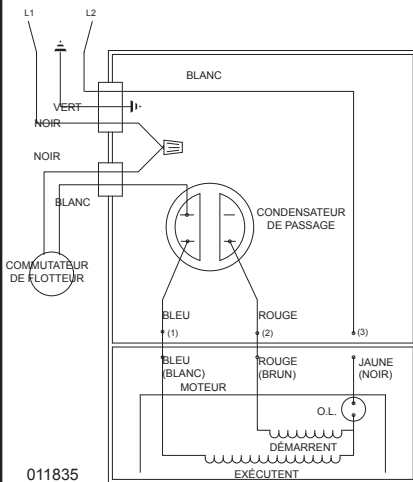 L1
L2
BLANC
VERT
NOIR
NOIR
BLANC
CONDENSATEUR
DE PASSAGE
COMMUTATEUR
DE FLOTTEUR
BLEU
ROUGE
(1)
(2)
(3)
BLEU
(BLANC)
ROUGE
(BRUN)
JAUNE
(NOIR)
MOTEUR
O.L.
DÉMARRENT
EXÉCUTENT
011835